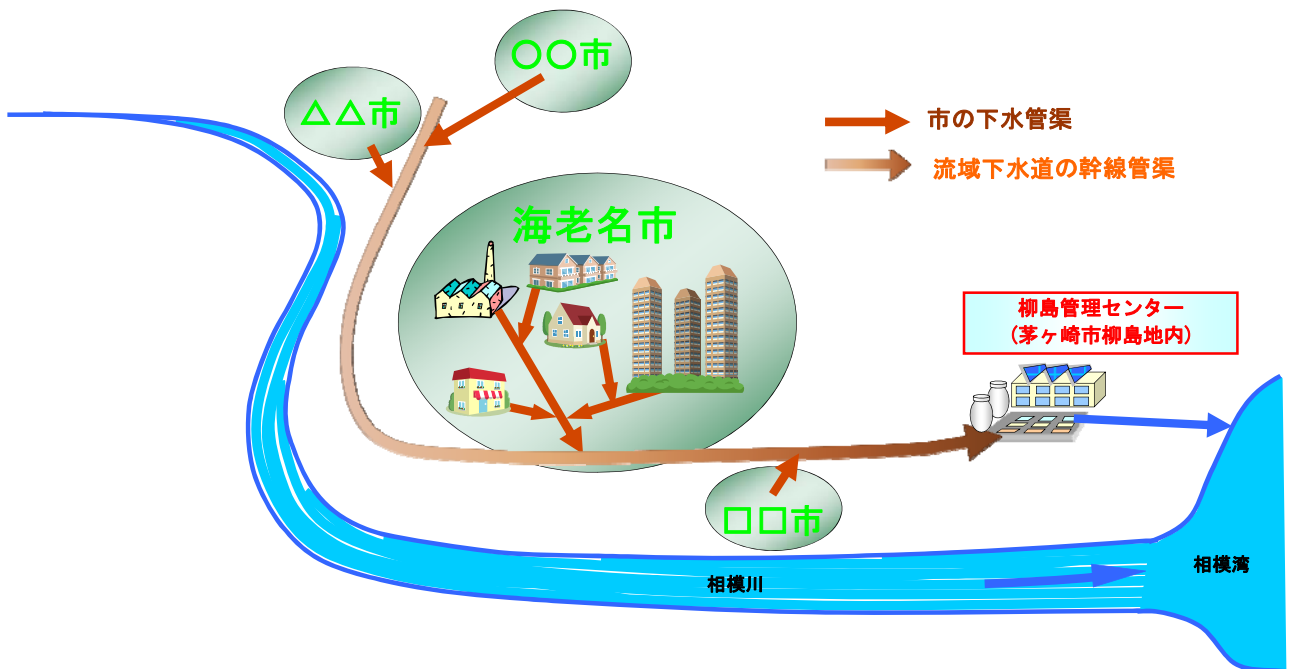 〇〇市
△△市
市の下水管渠
流域下水道の幹線管渠
海老名市
柳島管理センター
(茅ヶ崎市柳島地内)
□□市
相模川
相模湾